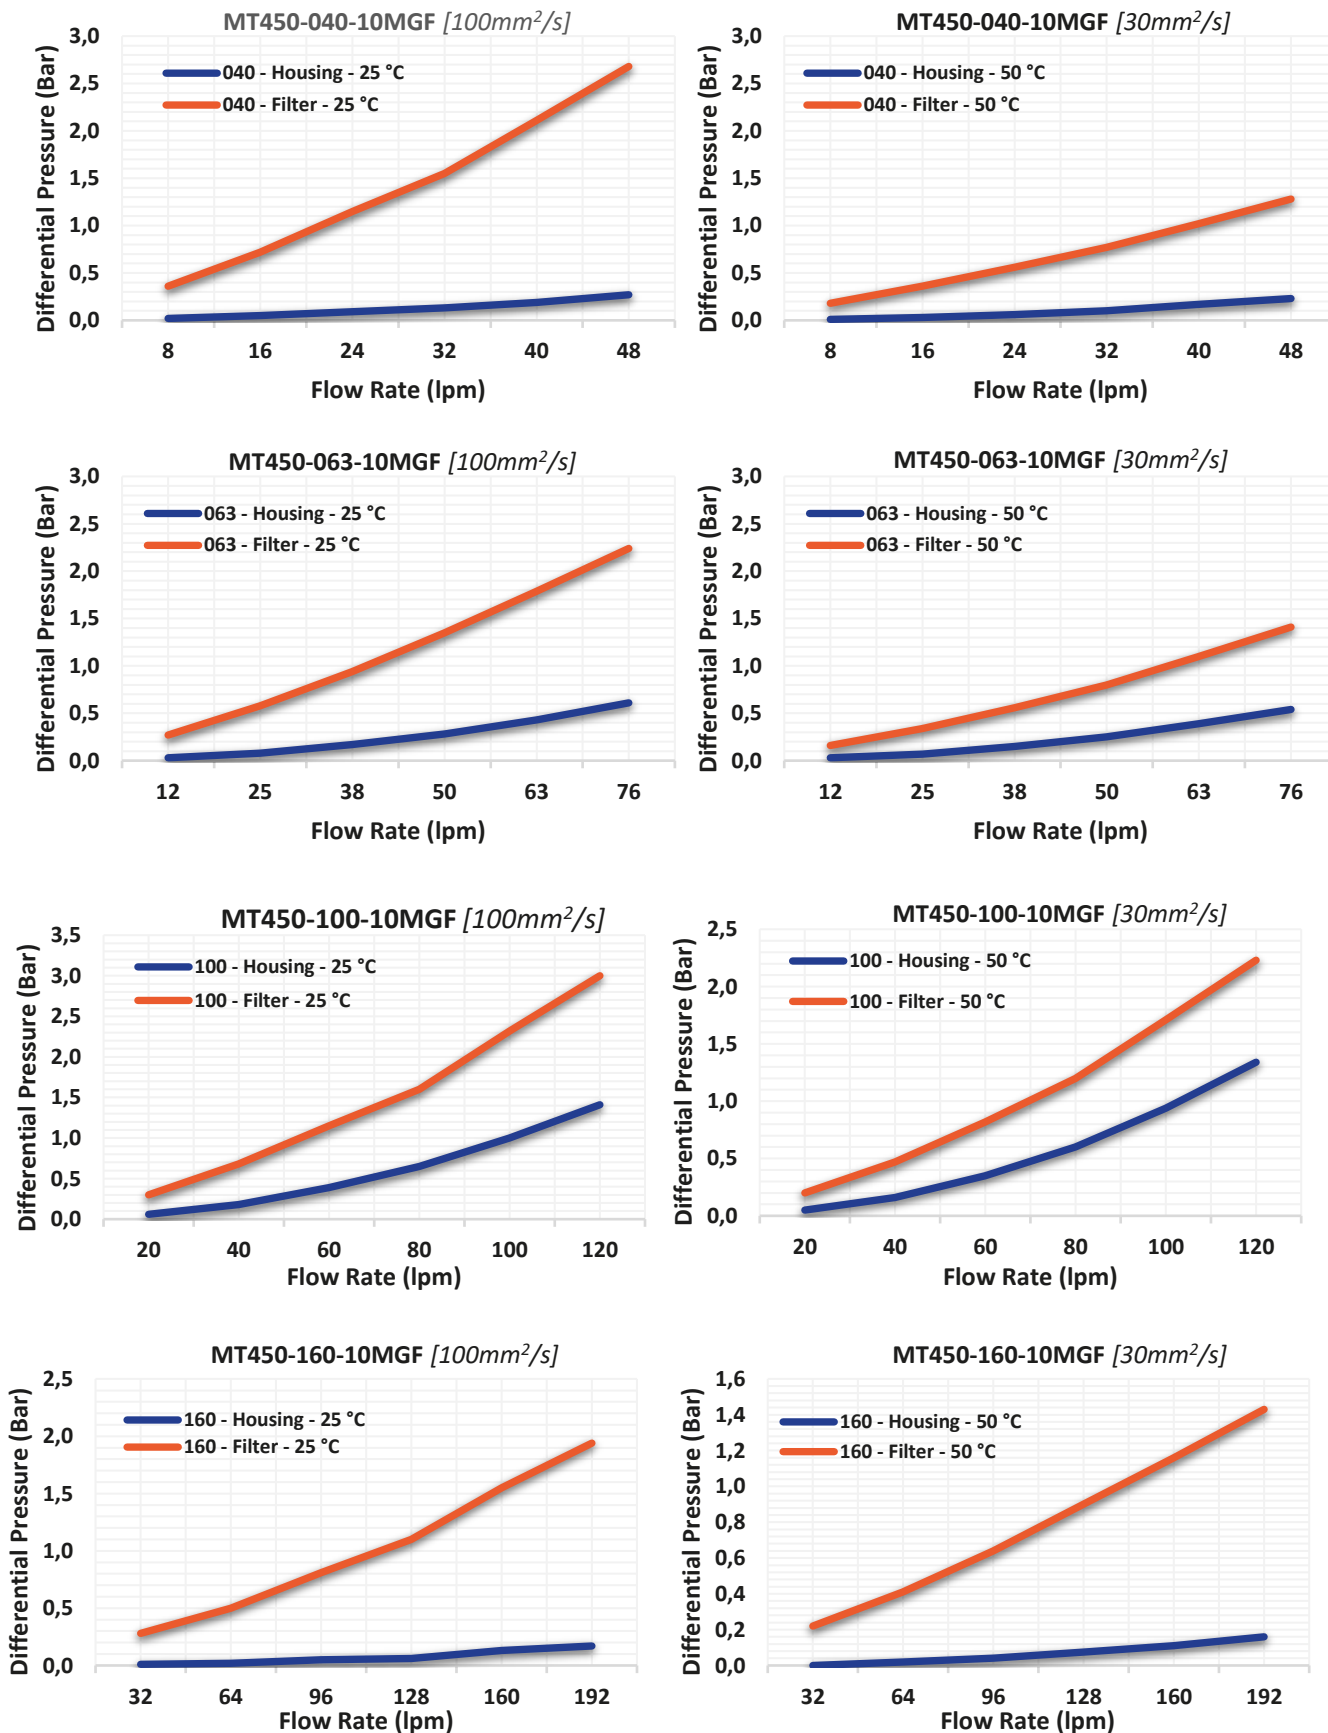 MT450-040-10MGF [100mm²/s]
3,0
2,5
2,0
1,5
1,0
0,5
0,0
Differential Pressure (Bar)
040 - Housing - 25 °C
040 - Filter - 25 °C
8 16 24 32 40 48
Flow Rate (lpm)
MT450-040-10MGF [30mm²/s]
3,0
2,5
2,0
1,5
1,0
0,5
0,0
Differential Pressure (Bar)
040 - Housing - 50 °C
040 - Filter - 50 °C
8 16 24 32 40 48
Flow Rate (lpm)
MT450-063-10MGF [100mm²/s]
3,0
2,5
2,0
1,5
1,0
0,5
0,0
Differential Pressure (Bar)
063 - Housing - 25 °C
063 - Filter - 25 °C
12 25 38 50 63 76
Flow Rate (lpm)
MT450-063-10MGF [30mm²/s]
3,0
2,5
2,0
1,5
1,0
0,5
0,0
Differential Pressure (Bar)
063 - Housing - 50 °C
063 - Filter - 50 °C
12 25 38 50 63 76
Flow Rate (lpm)
MT450-100-10MGF [100mm²/s]
3,5
3,0
2,5
2,0
1,5
1,0
0,5
0,0
Differential Pressure (Bar)
100 - Housing - 25 °C
100 - Filter - 25 °C
20 40 60 80 100 120
Flow Rate (lpm)
MT450-100-10MGF [30mm²/s]
2,5
2,0
1,5
1,0
0,5
0,0
Differential Pressure (Bar)
100 - Housing - 50 °C
100 - Filter - 50 °C
20 40 60 80 100 120
Flow Rate (lpm)
MT450-160-10MGF [100mm²/s]
2,5
2,0
1,5
1,0
0,5
0,0
Differential Pressure (Bar)
160 - Housing - 25 °C
160 - Filter - 25 °C
32 64 96 128 160 192
Flow Rate (lpm)
MT450-160-10MGF [30mm²/s]
1,6
1,4
1,2
1,0
0,8
0,6
0,4
0,2
0,0
Differential Pressure (Bar)
160 - Housing - 50 °C
160 - Filter - 50 °C
32 64 96 128 160 192
Flow Rate (lpm)